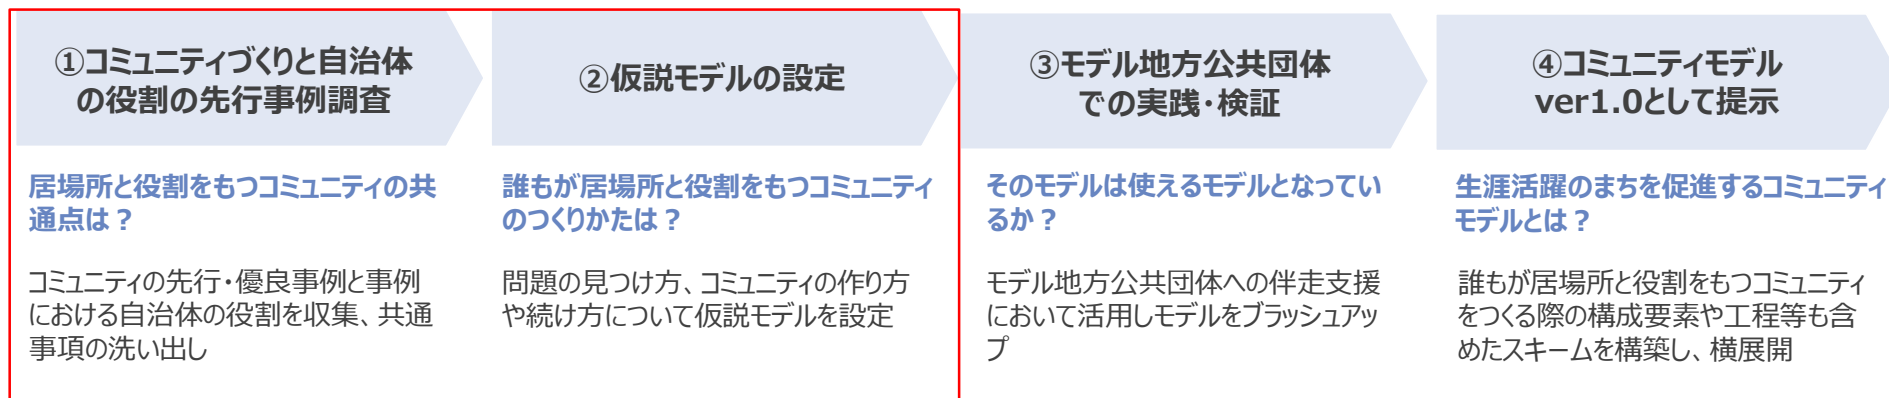 ①コミュニティづくりと自治体
の役割の先行事例調査
居場所と役割をもつコミュニティの共
通点は？
コミュニティの先行・優良事例と事例
における自治体の役割を収集、共通
事項の洗い出し
②仮説モデルの設定
誰もが居場所と役割をもつコミュニティ
のつくりかたは？
問題の見つけ方、コミュニティの作り方
や続け方について仮説モデルを設定
③モデル地方公共団体
での実践・検証
そのモデルは使えるモデルとなってい
るか？
モデル地方公共団体への伴走支援
において活用しモデルをブラッシュアッ
プ
④コミュニティモデル
ver1.0として提示
生涯活躍のまちを促進するコミュニティ
モデルとは？
誰もが居場所と役割をもつコミュニティ
をつくる際の構成要素や工程等も含
めたスキームを構築し、横展開